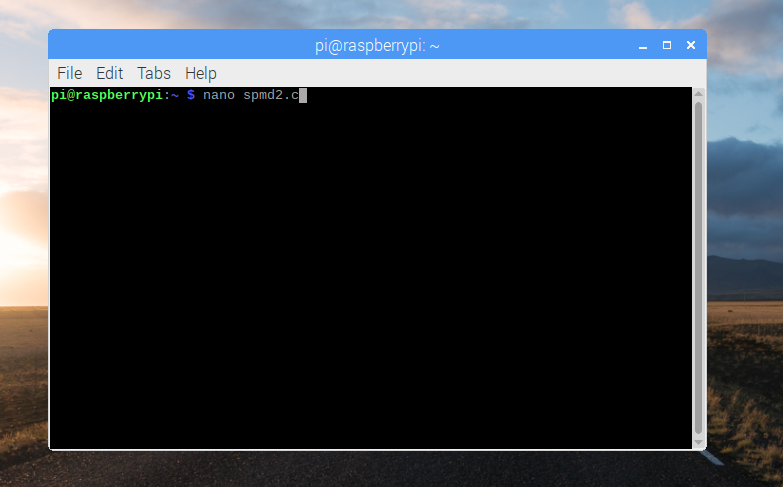 pi@raspberrypi: ~
File Edit Tabs Help
pi@raspberrypi:~ $ nano spmd2.c